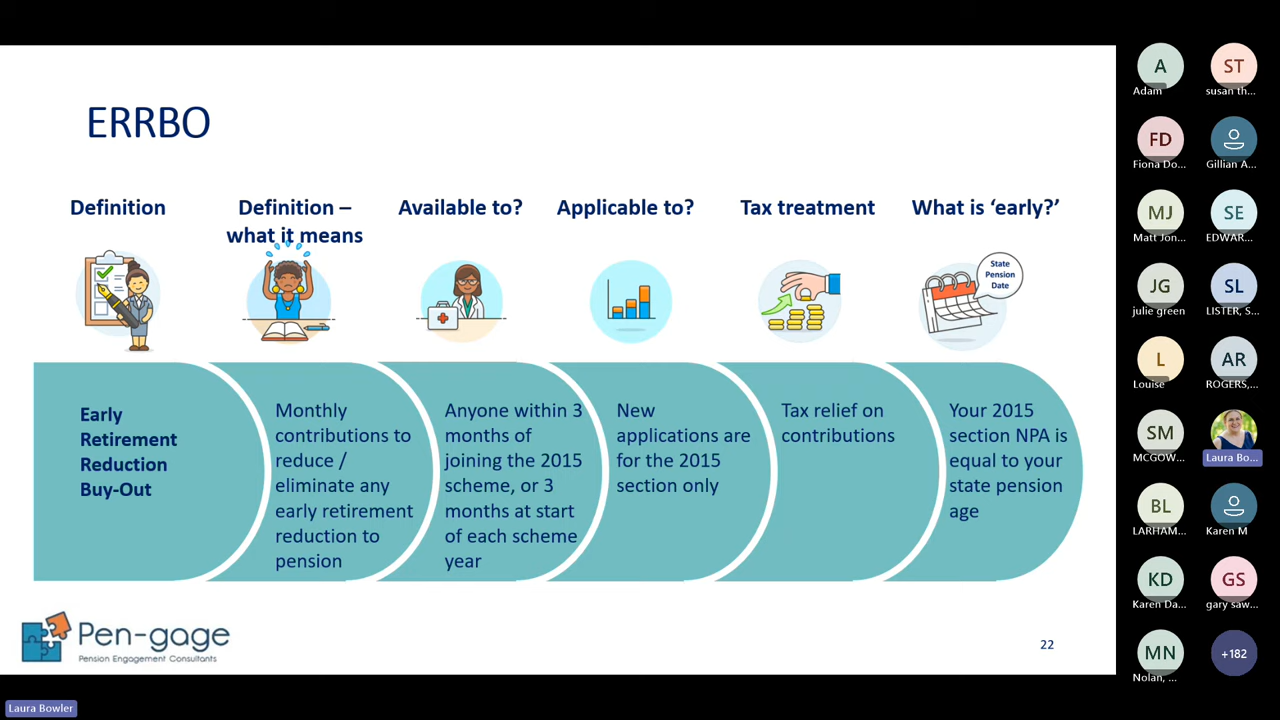 ERRBO
Definition
Definition –
what it means
Available to?
Applicable to?
Tax treatment
What is ‘early?’
State
Pension
Date
Early
Retirement
Reduction
Buy-Out
Monthly
contributions to
reduce /
eliminate any
early retirement
reduction to
pension
Anyone within 3
months of
joining the 2015
scheme, or 3
months at start
of each scheme
year
New
applications are
for the 2015
section only
Tax relief on
contributions
Your 2015
section NPA is
equal to your
state pension
age
Pen-gage
Pension Engagement Consultants
22
A
Adam
ST
susan th...
FD
Fiona Do...
Gillian A...
MJ
Matt Jon...
SE
EDWAR...
JG
julie green
SL
LISTER, S...
L
Louise
AR
ROGERS,...
SM
MCGOW...
Laura Bo...
BL
LARHAM...
Karen M
KD
Karen Da...
GS
gary saw...
MN
Nolan, ...
+182
Laura Bowler